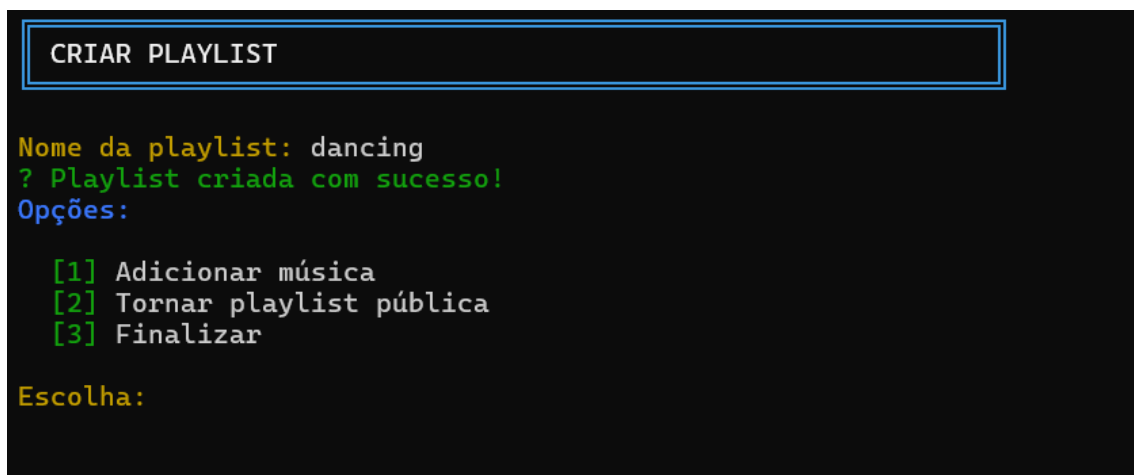 CRIAR PLAYLIST
Nome da playlist: dancing
? Playlist criada com sucesso!
Opções:
[1] Adicionar música
[2] Tornar playlist pública
[3] Finalizar
Escolha: